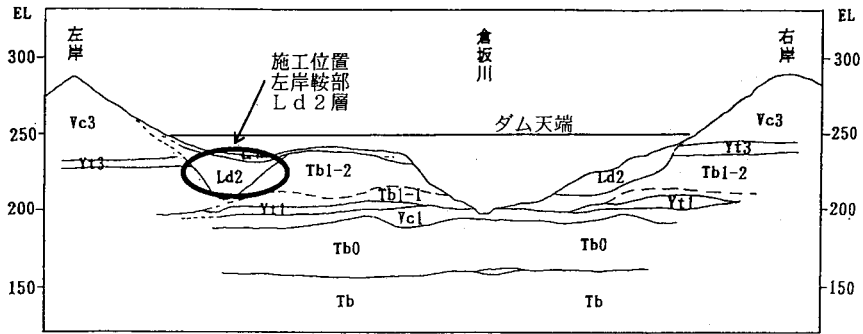 EL
左岸
倉坂川
右岸
EL
300
施工位置
左岸鞍部
Ld2層
300
250
ダム天端
250
Vc3
Vc3
Yt3
Yt3
Ld2
Tb1-2
Ld2
Tb1-2
Tb1-1
200
Yt1
Vc1
Yt1
200
Tb0
Tb0
150
Tb
Tb
150